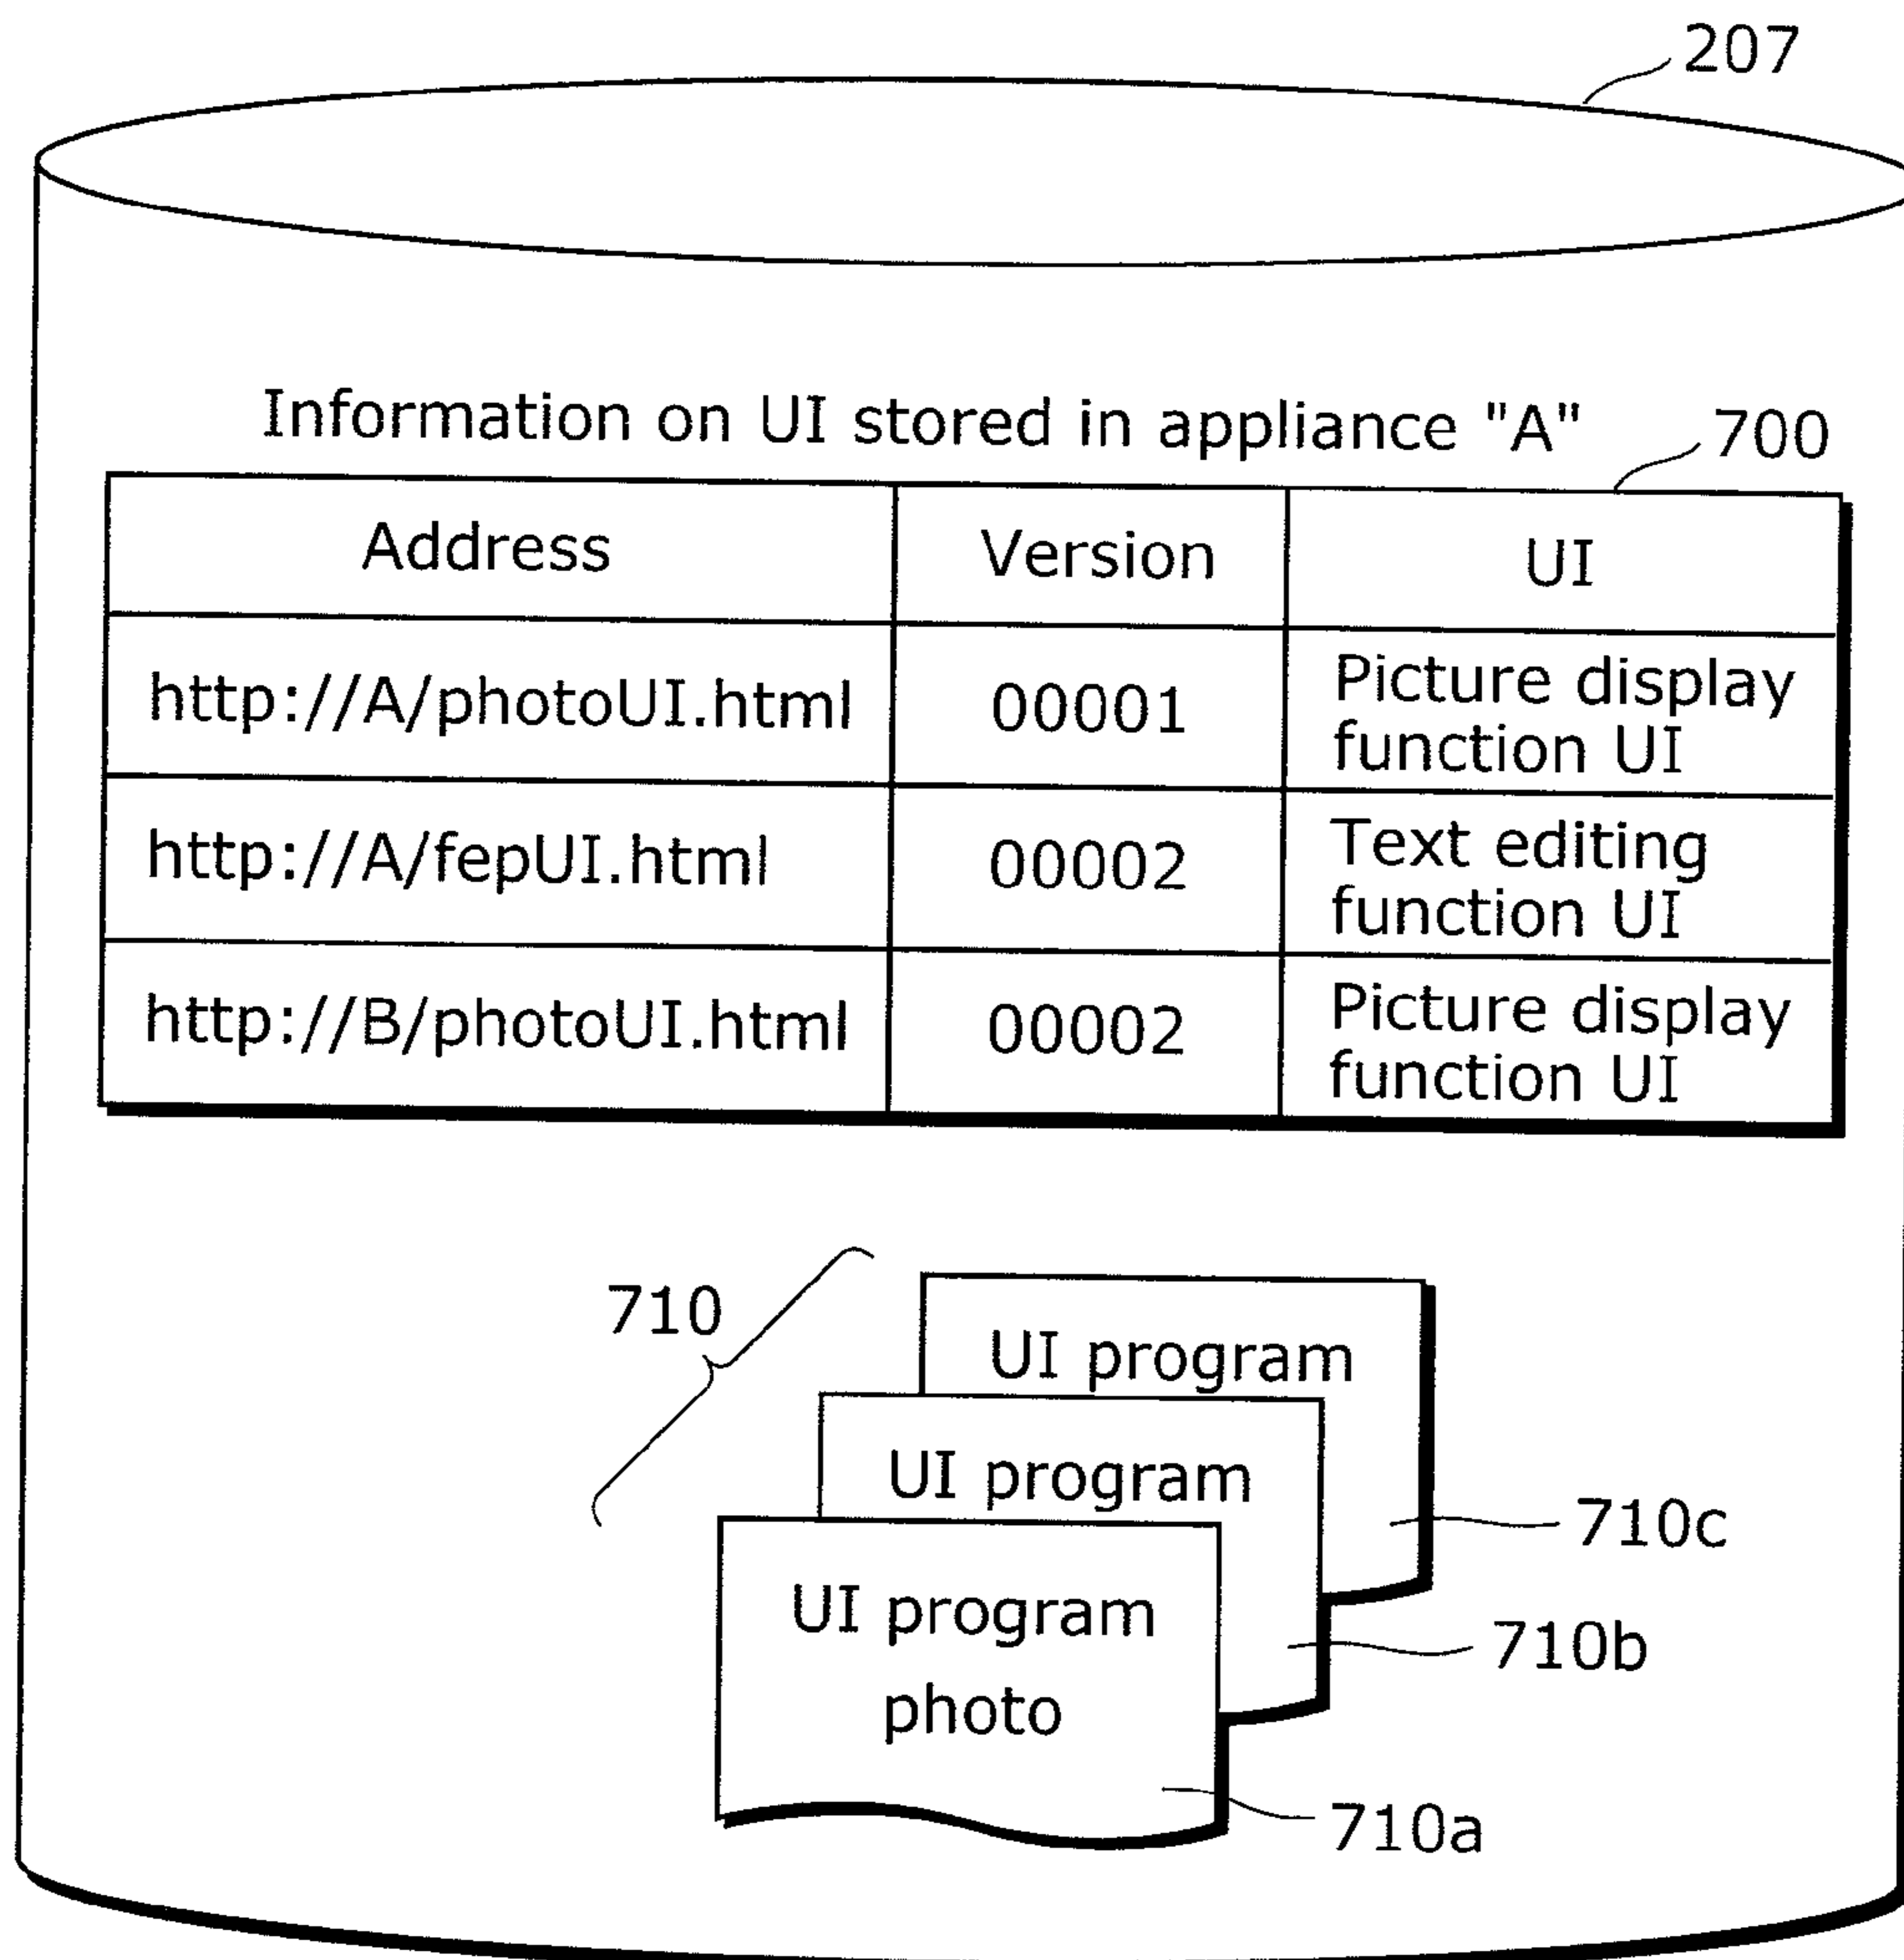 207
Information on UI stored in appliance "A"
700
Address Version UI
http://A/photoUI.html 00001 Picture display
function UI
http://A/fepUI.html 00002 Text editing
function UI
http://B/photoUI.html 00002 Picture display
function UI
710
UI program
UI program
710c
UI program
photo
710b
710a